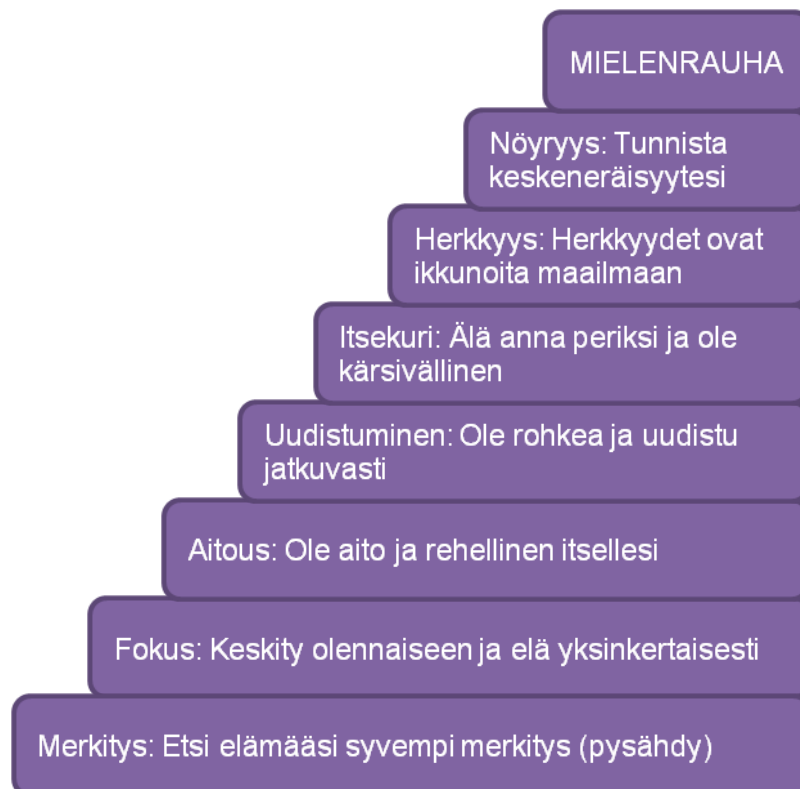 MIELENRAUHA
Nöyryys: Tunnista
keskeneräisyytesi
Herkkyys: Herkkyydet ovat
ikkunoita maailmaan
Itsekuri: Älä anna periksi ja ole
kärsivällinen
Uudistuminen: Ole rohkea ja uudistu
jatkuvasti
Aitous: Ole aito ja rehellinen itsellesi
Fokus: Keskity olennaiseen ja elä yksinkertaisesti
Merkitys: Etsi elämääsi syvempi merkitys (pysähdy)